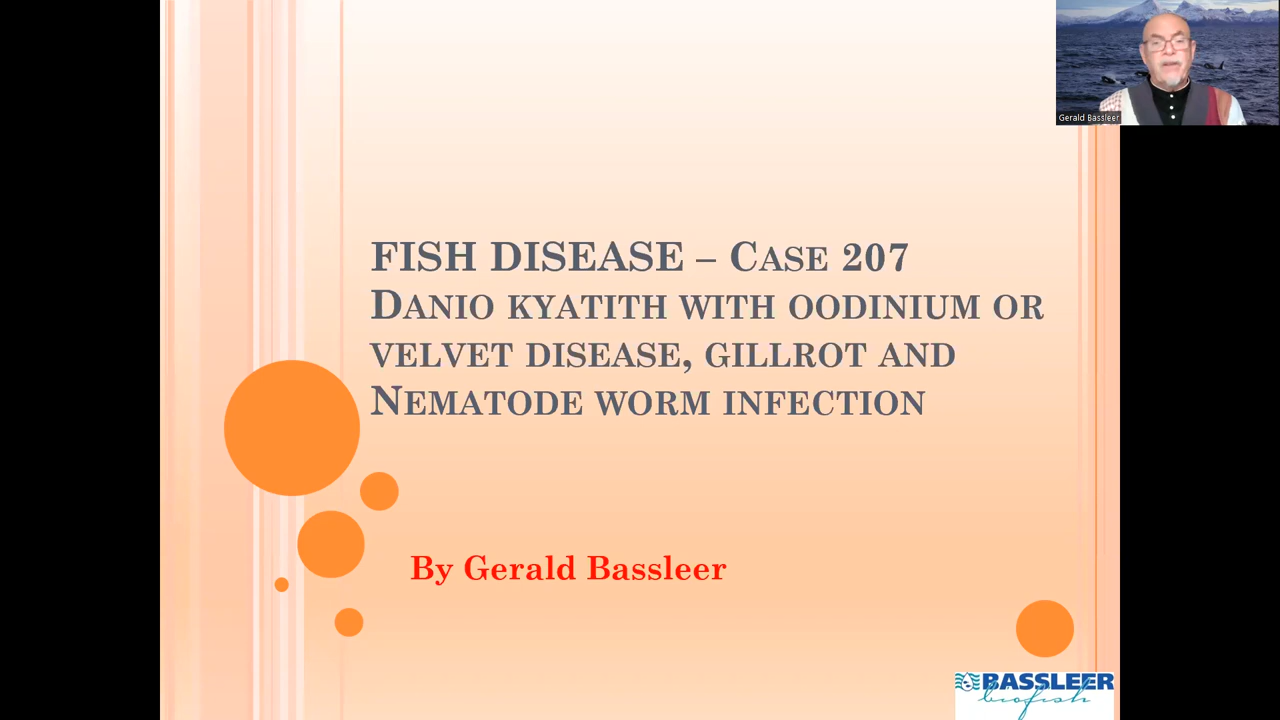 Gerald Bassleer
FISH DISEASE – CASE 207
DANIO KYATITH WITH OODINIUM OR
VELVET DISEASE, GILLROT AND
NEMATODE WORM INFECTION
By Gerald Bassleer
BASSLEER
biofish